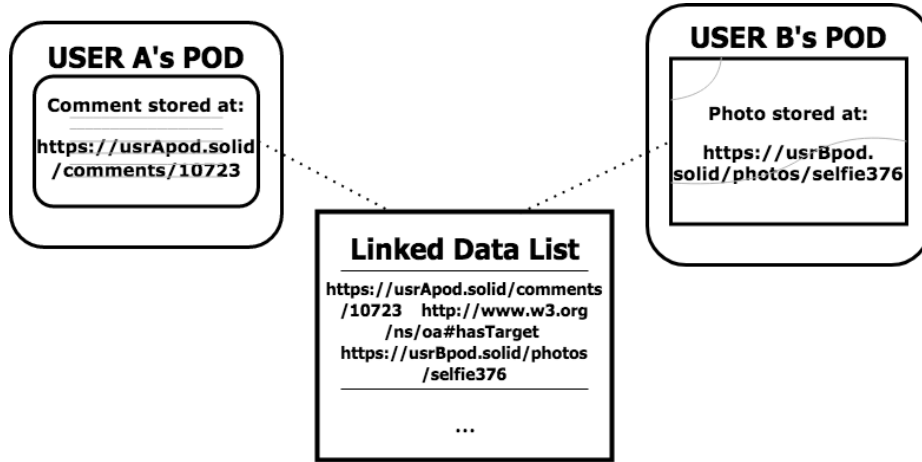 USER A's POD
Comment stored at:
https://usrApod.solid
/comments/10723
USER B's POD
Photo stored at:
https://usrBpod.
solid/photos/selfie376
Linked Data List
https://usrApod.solid/comments
/10723 http://www.w3.org
/ns/oa#hasTarget
https://usrBpod.solid/photos
/selfie376
...